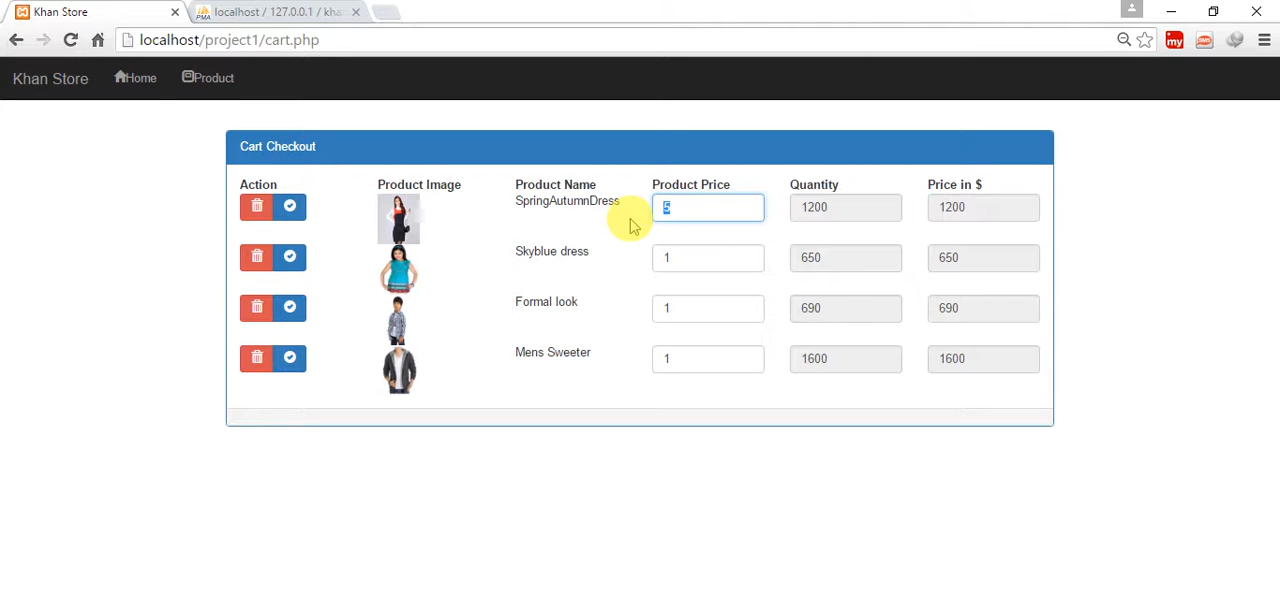 Khan Store
localhost / 127.0.0.1 / kha
localhost/project1/cart.php
my
SMS
Khan Store Home Product
Cart Checkout
Action Product Image Product Name Product Price Quantity Price in $
SpringAutumnDress 5 1200 1200
Skyblue dress 1 650 650
Formal look 1 690 690
Mens Sweeter 1 1600 1600